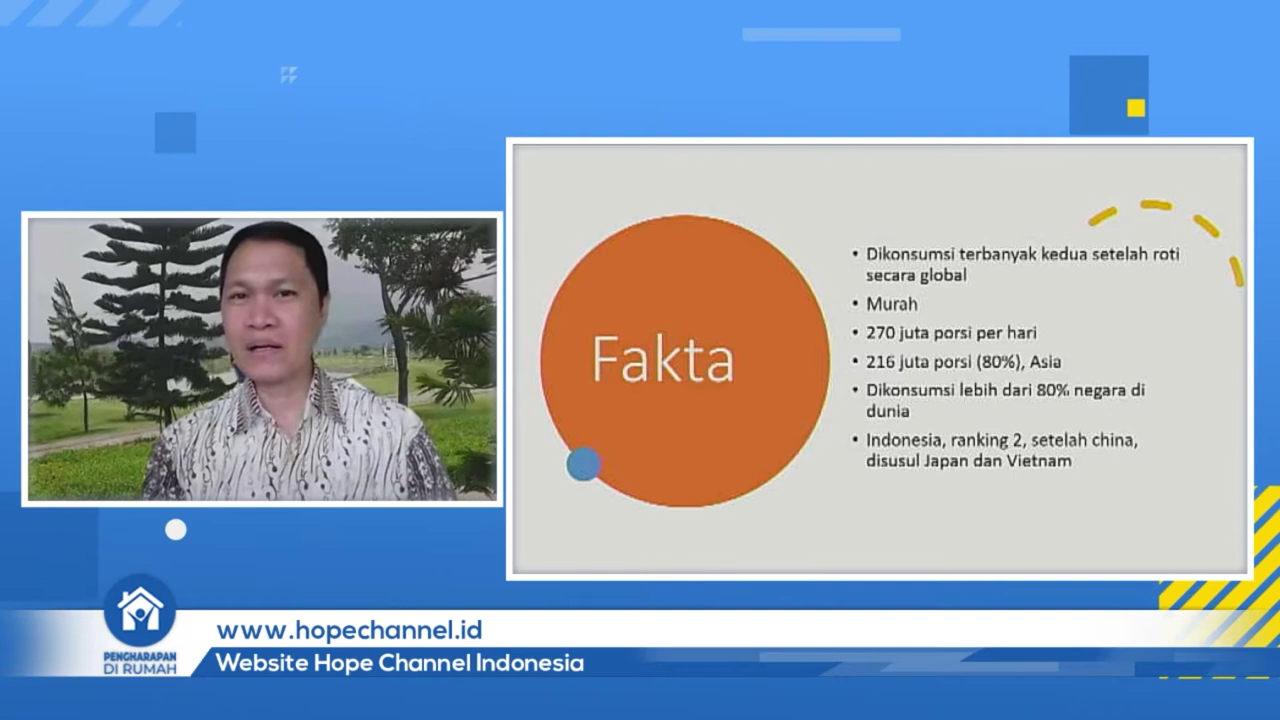 Fakta
• Dikonsumsi terbanyak kedua setelah roti
secara global
• Murah
• 270 juta porsi per hari
• 216 juta porsi (80%), Asia
• Dikonsumsi lebih dari 80% negara di
dunia
• Indonesia, ranking 2, setelah china,
disusul Japan dan Vietnam
www.hopechannel.id
PENGHARAPAN
DI RUMAH
Website Hope Channel Indonesia